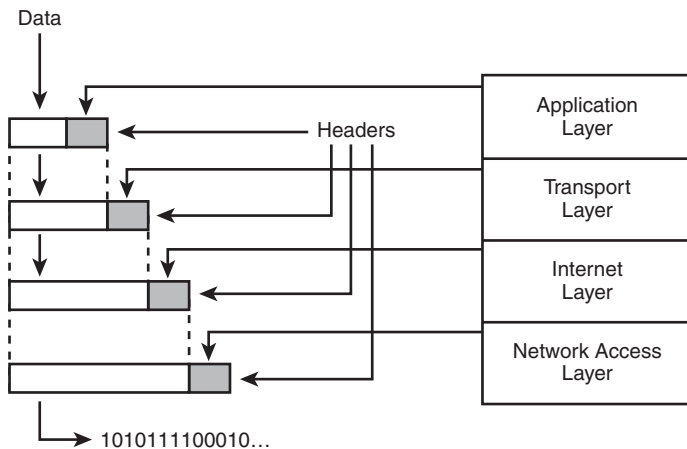 Data
Application
Layer
Headers
Transport
Layer
Internet
Layer
Network Access
Layer
1010111100010...